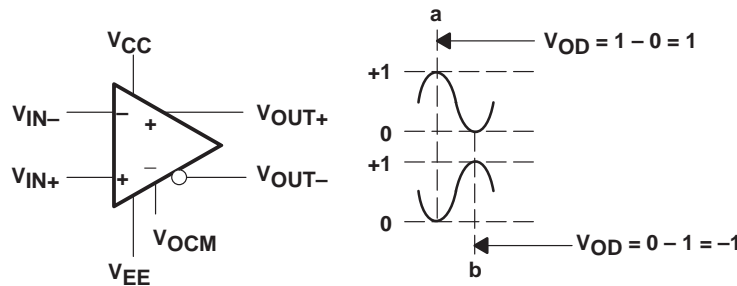 VCC
VIN–
VIN+
–
+
–
+
VOUT+
VOUT–
VOCM
VEE
a
VOD = 1 – 0 = 1
+1
0
+1
0
VOD = 0 – 1 = –1
b